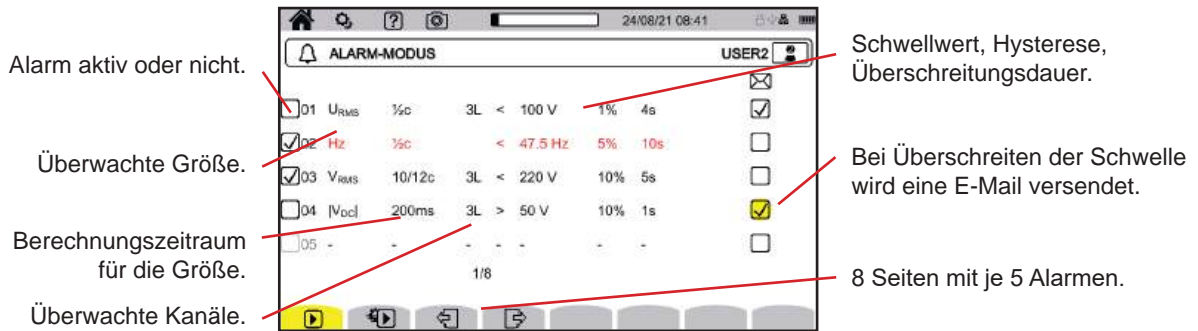 24/08/21 08:41
ALARM-MODUS USER2
Alarm aktiv oder nicht.
Überwachte Größe.
Berechnungszeitraum
für die Größe.
Überwachte Kanäle.
01 URMS ½c 3L < 100 V 1% 4s
02 Hz ½c < 47.5 Hz 5% 10s
03 VRMS 10/12c 3L < 220 V 10% 5s
04 |VDC| 200ms 3L > 50 V 10% 1s
05 - - - - - - -
1/8
Schwellwert, Hysterese,
Überschreitungsdauer.
Bei Überschreiten der Schwelle
wird eine E-Mail versendet.
8 Seiten mit je 5 Alarmen.